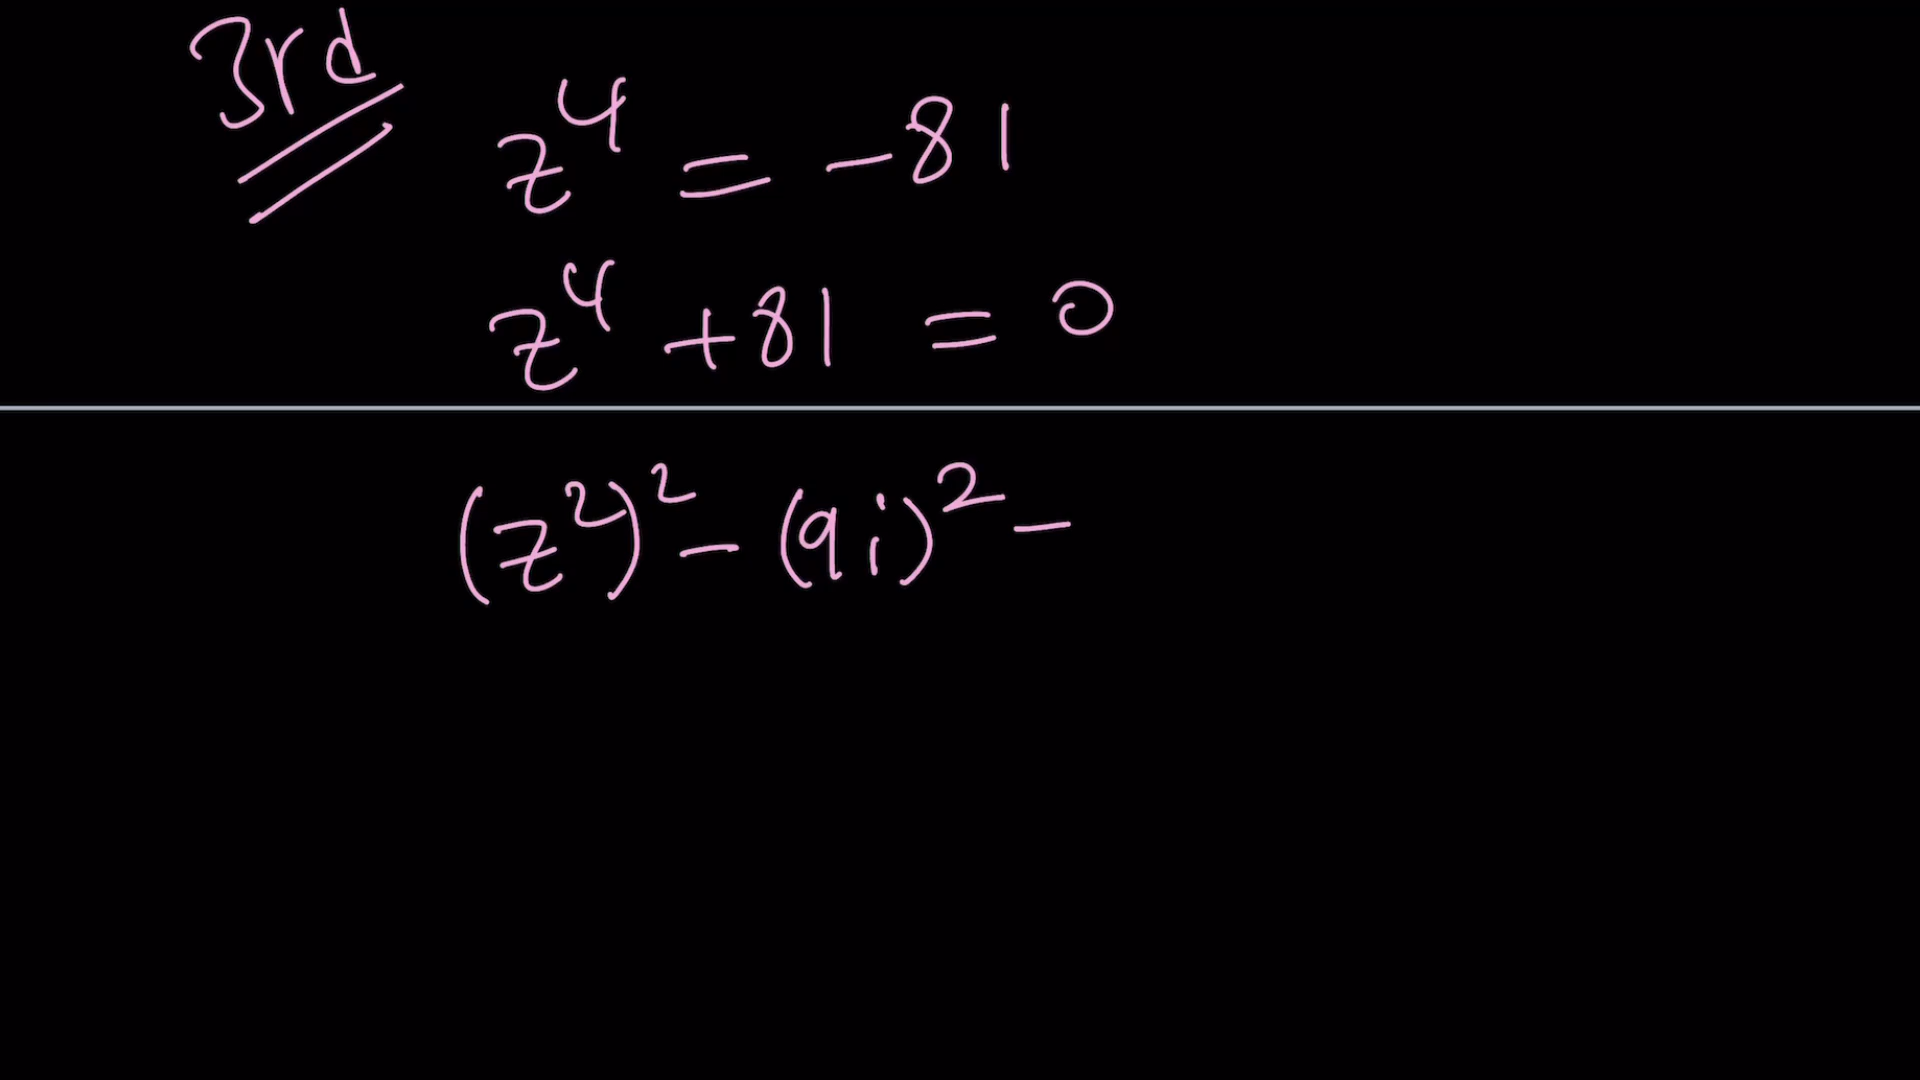 3rd
z⁴ = -81
z⁴ + 81 = 0
(z²)² - (9i)² -